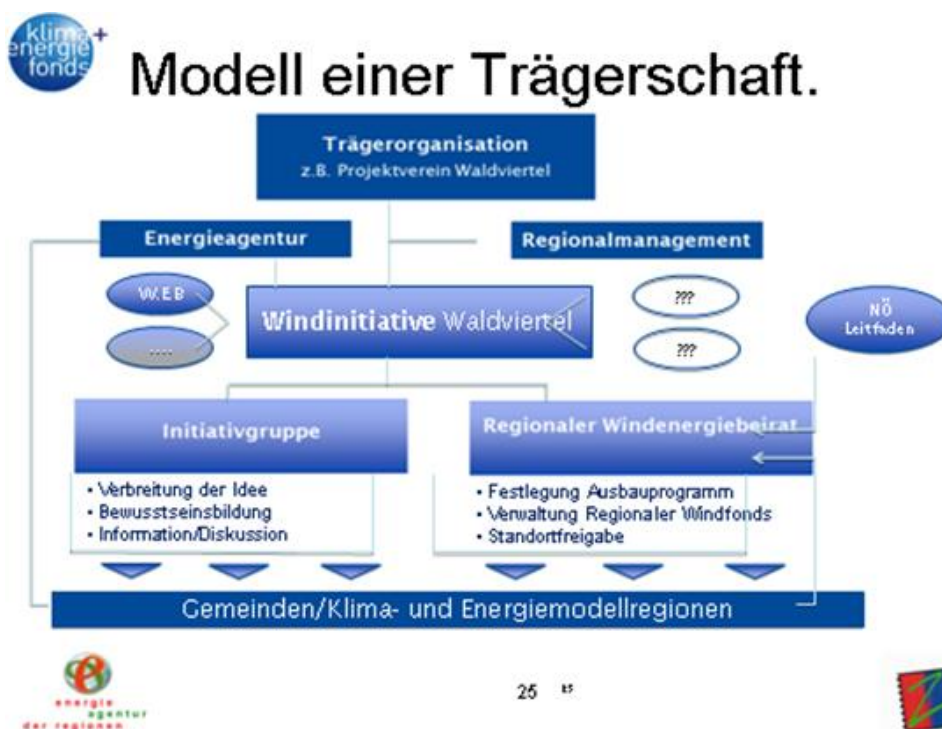 klima+
energie
fonds
Modell einer Trägerschaft.
Trägerorganisation
z.B. Projektverein Waldviertel
Energieagentur
Regionalmanagement
W.E.B
....
Windinitiative Waldviertel
???
???
NÖ
Leitfaden
Initiativgruppe
Regionaler Windenergiebeirat
• Verbreitung der Idee
• Bewusstseinsbildung
• Information/Diskussion
• Festlegung Ausbauprogramm
• Verwaltung Regionaler Windfonds
• Standortfreigabe
Gemeinden/Klima- und Energiemodellregionen
energie
agentur
der regionen
25